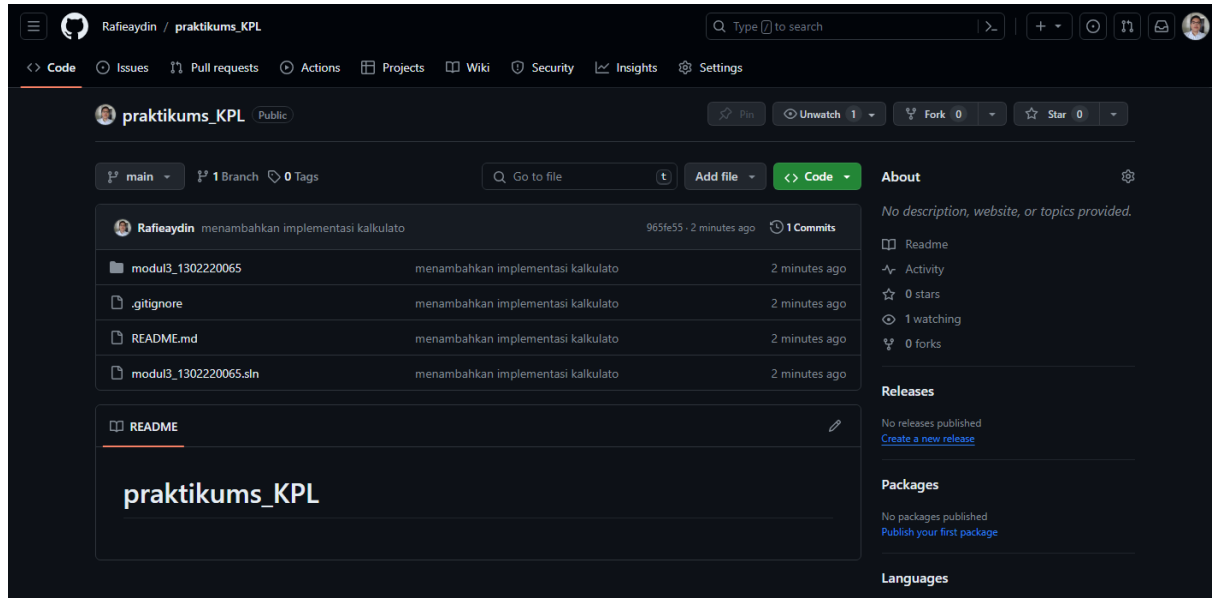 Rafieaydin / praktikums_KPL
Type / to search
Code Issues Pull requests Actions Projects Wiki Security Insights Settings
praktikums_KPL Public
Pin Unwatch 1 Fork 0 Star 0
main 1 Branch 0 Tags
Go to file t Add file <> Code
Rafieaydin menambahkan implementasi kalkulato 965fe55 · 2 minutes ago 1 Commits
modul3_1302220065 menambahkan implementasi kalkulato 2 minutes ago
.gitignore menambahkan implementasi kalkulato 2 minutes ago
README.md menambahkan implementasi kalkulato 2 minutes ago
modul3_1302220065.sln menambahkan implementasi kalkulato 2 minutes ago
README
praktikums_KPL
About
No description, website, or topics provided.
Readme
Activity
0 stars
1 watching
0 forks
Releases
No releases published
Create a new release
Packages
No packages published
Publish your first package
Languages